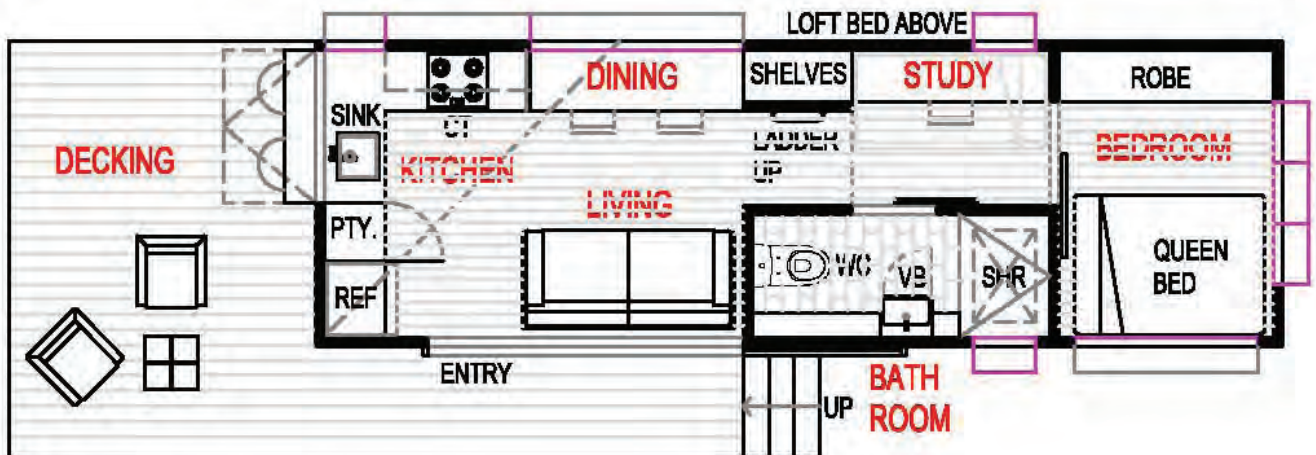 LOFT BED ABOVE
DINING
SHELVES
STUDY
ROBE
SINK
CT
DECKING
KITCHEN
LADDER
UP
BEDROOM
LIVING
PTY.
REF
WC
VB
SHR
QUEEN
BED
ENTRY
UP
BATH
ROOM